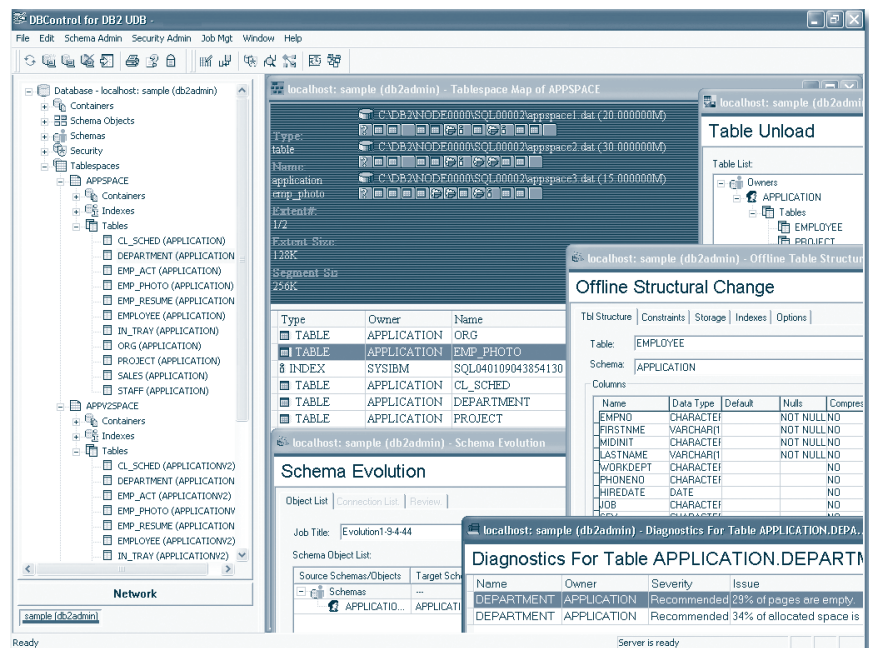 DBControl for DB2 UDB -
File Edit Schema Admin Security Admin Job Mgt Window Help
Database - localhost: sample (db2admin)
Containers
Schema Objects
Schemas
Security
Tablespaces
APPSPACE
Containers
Indexes
Tables
CL_SCHED (APPLICATION)
DEPARTMENT (APPLICATION
EMP_ACT (APPLICATION)
EMP_PHOTO (APPLICATION)
EMP_RESUME (APPLICATION
EMPLOYEE (APPLICATION)
IN_TRAY (APPLICATION)
ORG (APPLICATION)
PROJECT (APPLICATION)
SALES (APPLICATION)
STAFF (APPLICATION)
APPV2SPACE
Containers
Indexes
Tables
CL_SCHED (APPLICATIONV2)
DEPARTMENT (APPLICATION
EMP_ACT (APPLICATIONV2)
EMP_PHOTO (APPLICATIONV
EMP_RESUME (APPLICATION
EMPLOYEE (APPLICATIONV2)
IN_TRAY (APPLICATIONV2)
Network
sample (db2admin)
Ready
Server is ready
localhost: sample (db2admin) - Tablespace Map of APPSPACE
C:\DB2\NODE0000\SQL00002\appspace1.dat (20.000000M)
Type:
table
C:\DB2\NODE0000\SQL00002\appspace2.dat (30.000000M)
Name:
application
C:\DB2\NODE0000\SQL00002\appspace3.dat (15.000000M)
emp_photo
Extent#:
1/2
Extent Size:
128K
Segment Siz
256K
Type Owner Name
TABLE APPLICATION ORG
TABLE APPLICATION EMP_PHOTO
INDEX SYSIBM SQL040109043854130
TABLE APPLICATION CL_SCHED
TABLE APPLICATION DEPARTMENT
TABLE APPLICATION PROJECT
localhost: sample (db2admin
Table Unload
Table List:
Owners
APPLICATION
Tables
EMPLOYEE
PROJECT
localhost: sample (db2admin) - Offline Table Structur
Offline Structural Change
Tbl Structure Constraints Storage Indexes Options
Table: EMPLOYEE
Schema: APPLICATION
Columns
Name Data Type Default Nulls Compres
EMPNO CHARACTER NOT NULL NO
FIRSTNME VARCHAR(1 NOT NULL NO
MIDINIT CHARACTER NOT NULL NO
LASTNAME VARCHAR(1 NOT NULL NO
WORKDEPT CHARACTER NO
PHONENO CHARACTER NO
HIREDATE DATE NO
JOB CHARACTER NO
localhost: sample (db2admin) - Schema Evolution
Schema Evolution
Object List Connection List. Review.
Job Title: Evolution1-9-4-44
Schema Object List:
Source Schemas/Objects Target Sche
Schemas ---
APPLICATIO... APPLICATI
localhost: sample (db2admin) - Diagnostics For Table APPLICATION.DEPA...
Diagnostics For Table APPLICATION.DEPARTM
Name Owner Severity Issue
DEPARTMENT APPLICATION Recommended 29% of pages are empty.
DEPARTMENT APPLICATION Recommended 34% of allocated space is